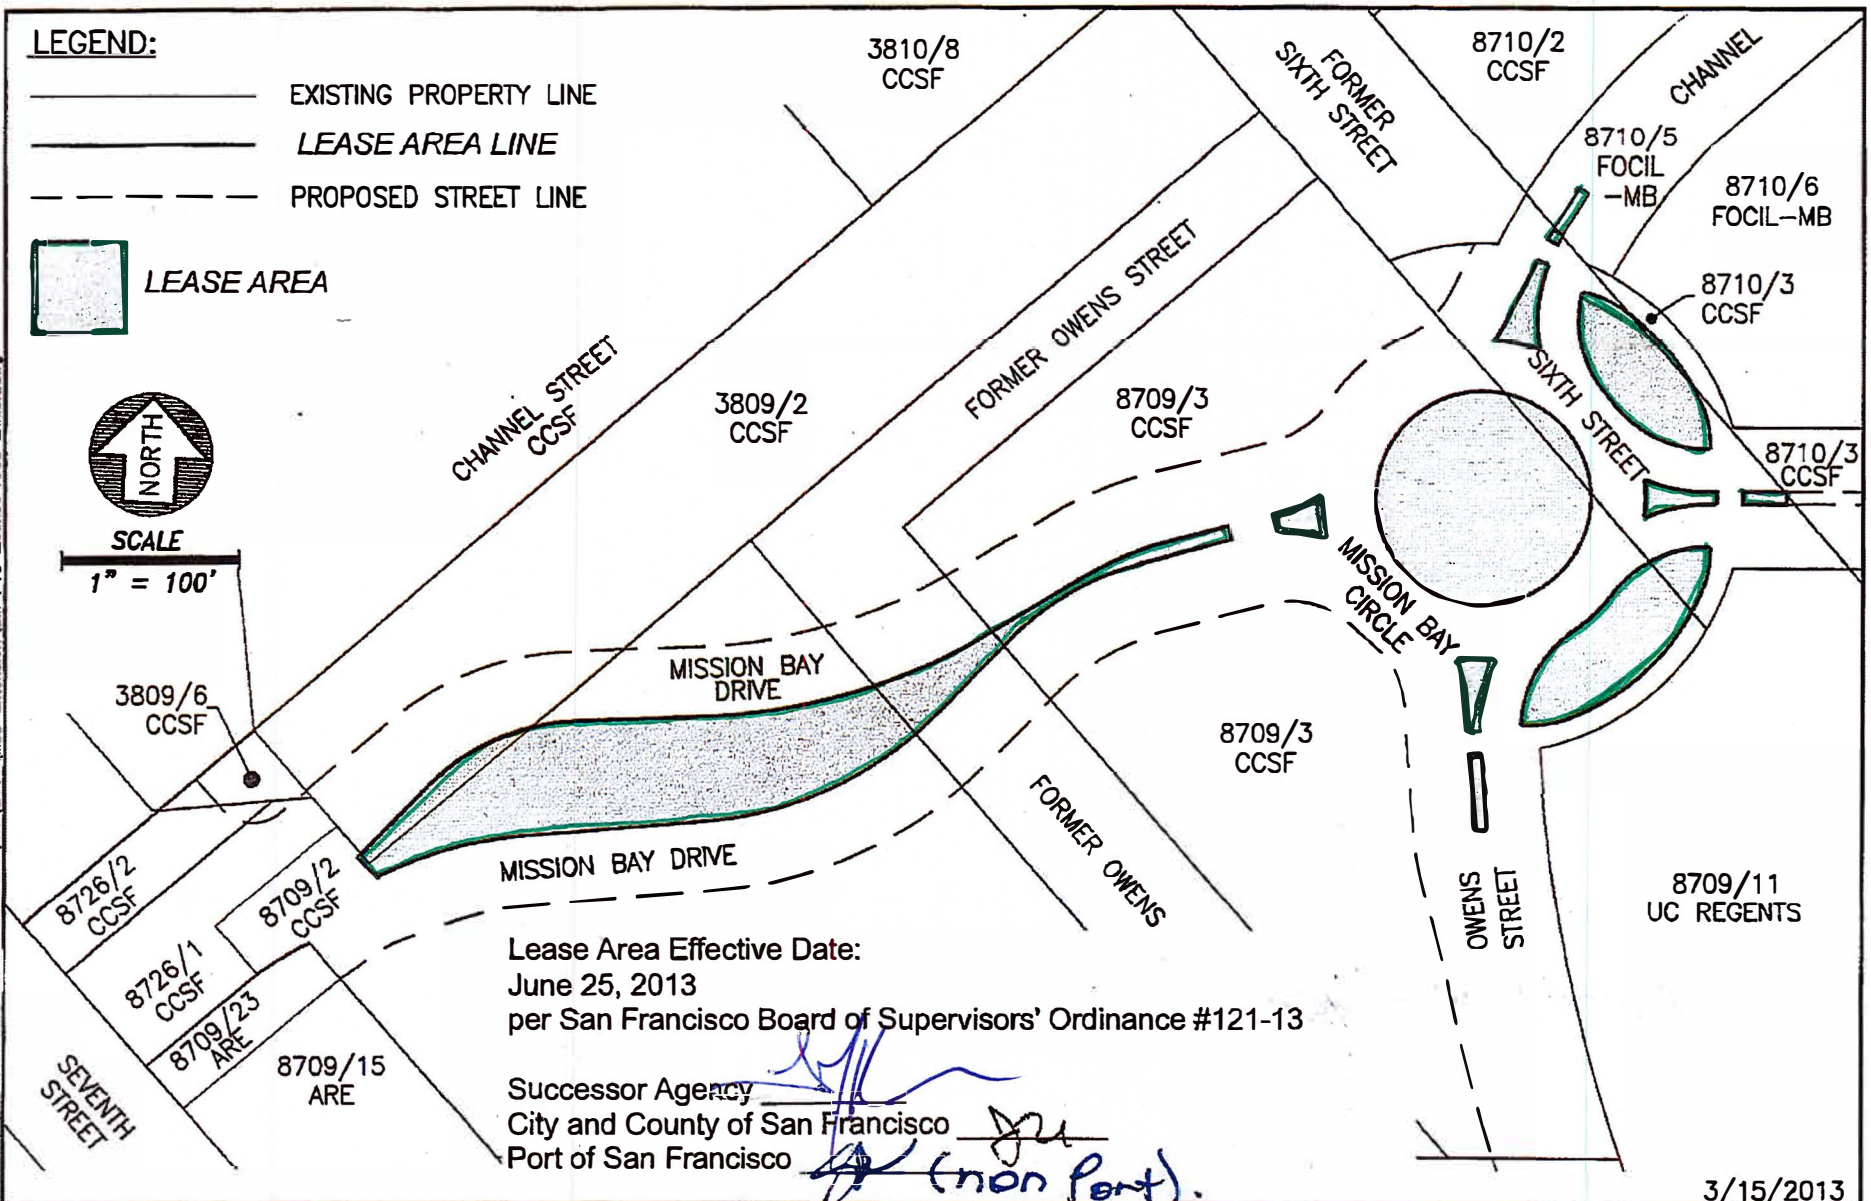 LEGEND:
EXISTING PROPERTY LINE
LEASE AREA LINE
PROPOSED STREET LINE
LEASE AREA
NORTH
SCALE
1" = 100'
3810/8
CCSF
FORMER
SIXTH STREET
8710/2
CCSF
CHANNEL
8710/5
FOCIL
-MB
8710/6
FOCIL-MB
8710/3
CCSF
CHANNEL STREET
CCSF
3809/2
CCSF
FORMER OWENS STREET
8709/3
CCSF
SIXTH STREET
8710/3
CCSF
MISSION BAY
CIRCLE
MISSION BAY
DRIVE
3809/6
CCSF
8709/3
CCSF
FORMER OWENS
MISSION BAY DRIVE
8726/2
CCSF
8709/2
CCSF
8726/1
CCSF
8709/23
ARE
8709/15
ARE
SEVENTH
STREET
OWENS
STREET
8709/11
UC REGENTS
Lease Area Effective Date:
June 25, 2013
per San Francisco Board of Supervisors' Ordinance #121-13
Successor Agency
City and County of San Francisco
Port of San Francisco (non Port).
3/15/2013